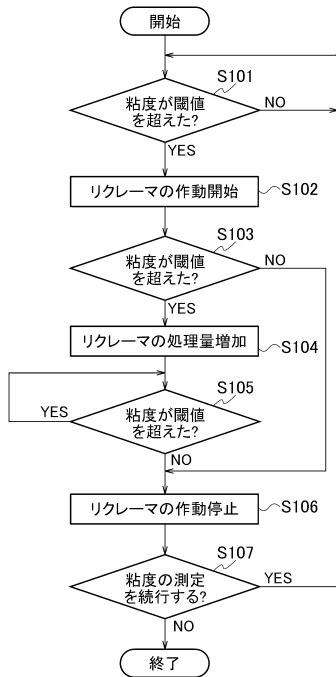 開始
S101
粘度が閾値
を超えた?
NO
YES
リクレーマの作動開始
S102
S103
粘度が閾値
を超えた?
NO
YES
リクレーマの処理量増加
S104
S105
YES
粘度が閾値
を超えた?
NO
リクレーマの作動停止
S106
S107
粘度の測定
を続行する?
YES
NO
終了